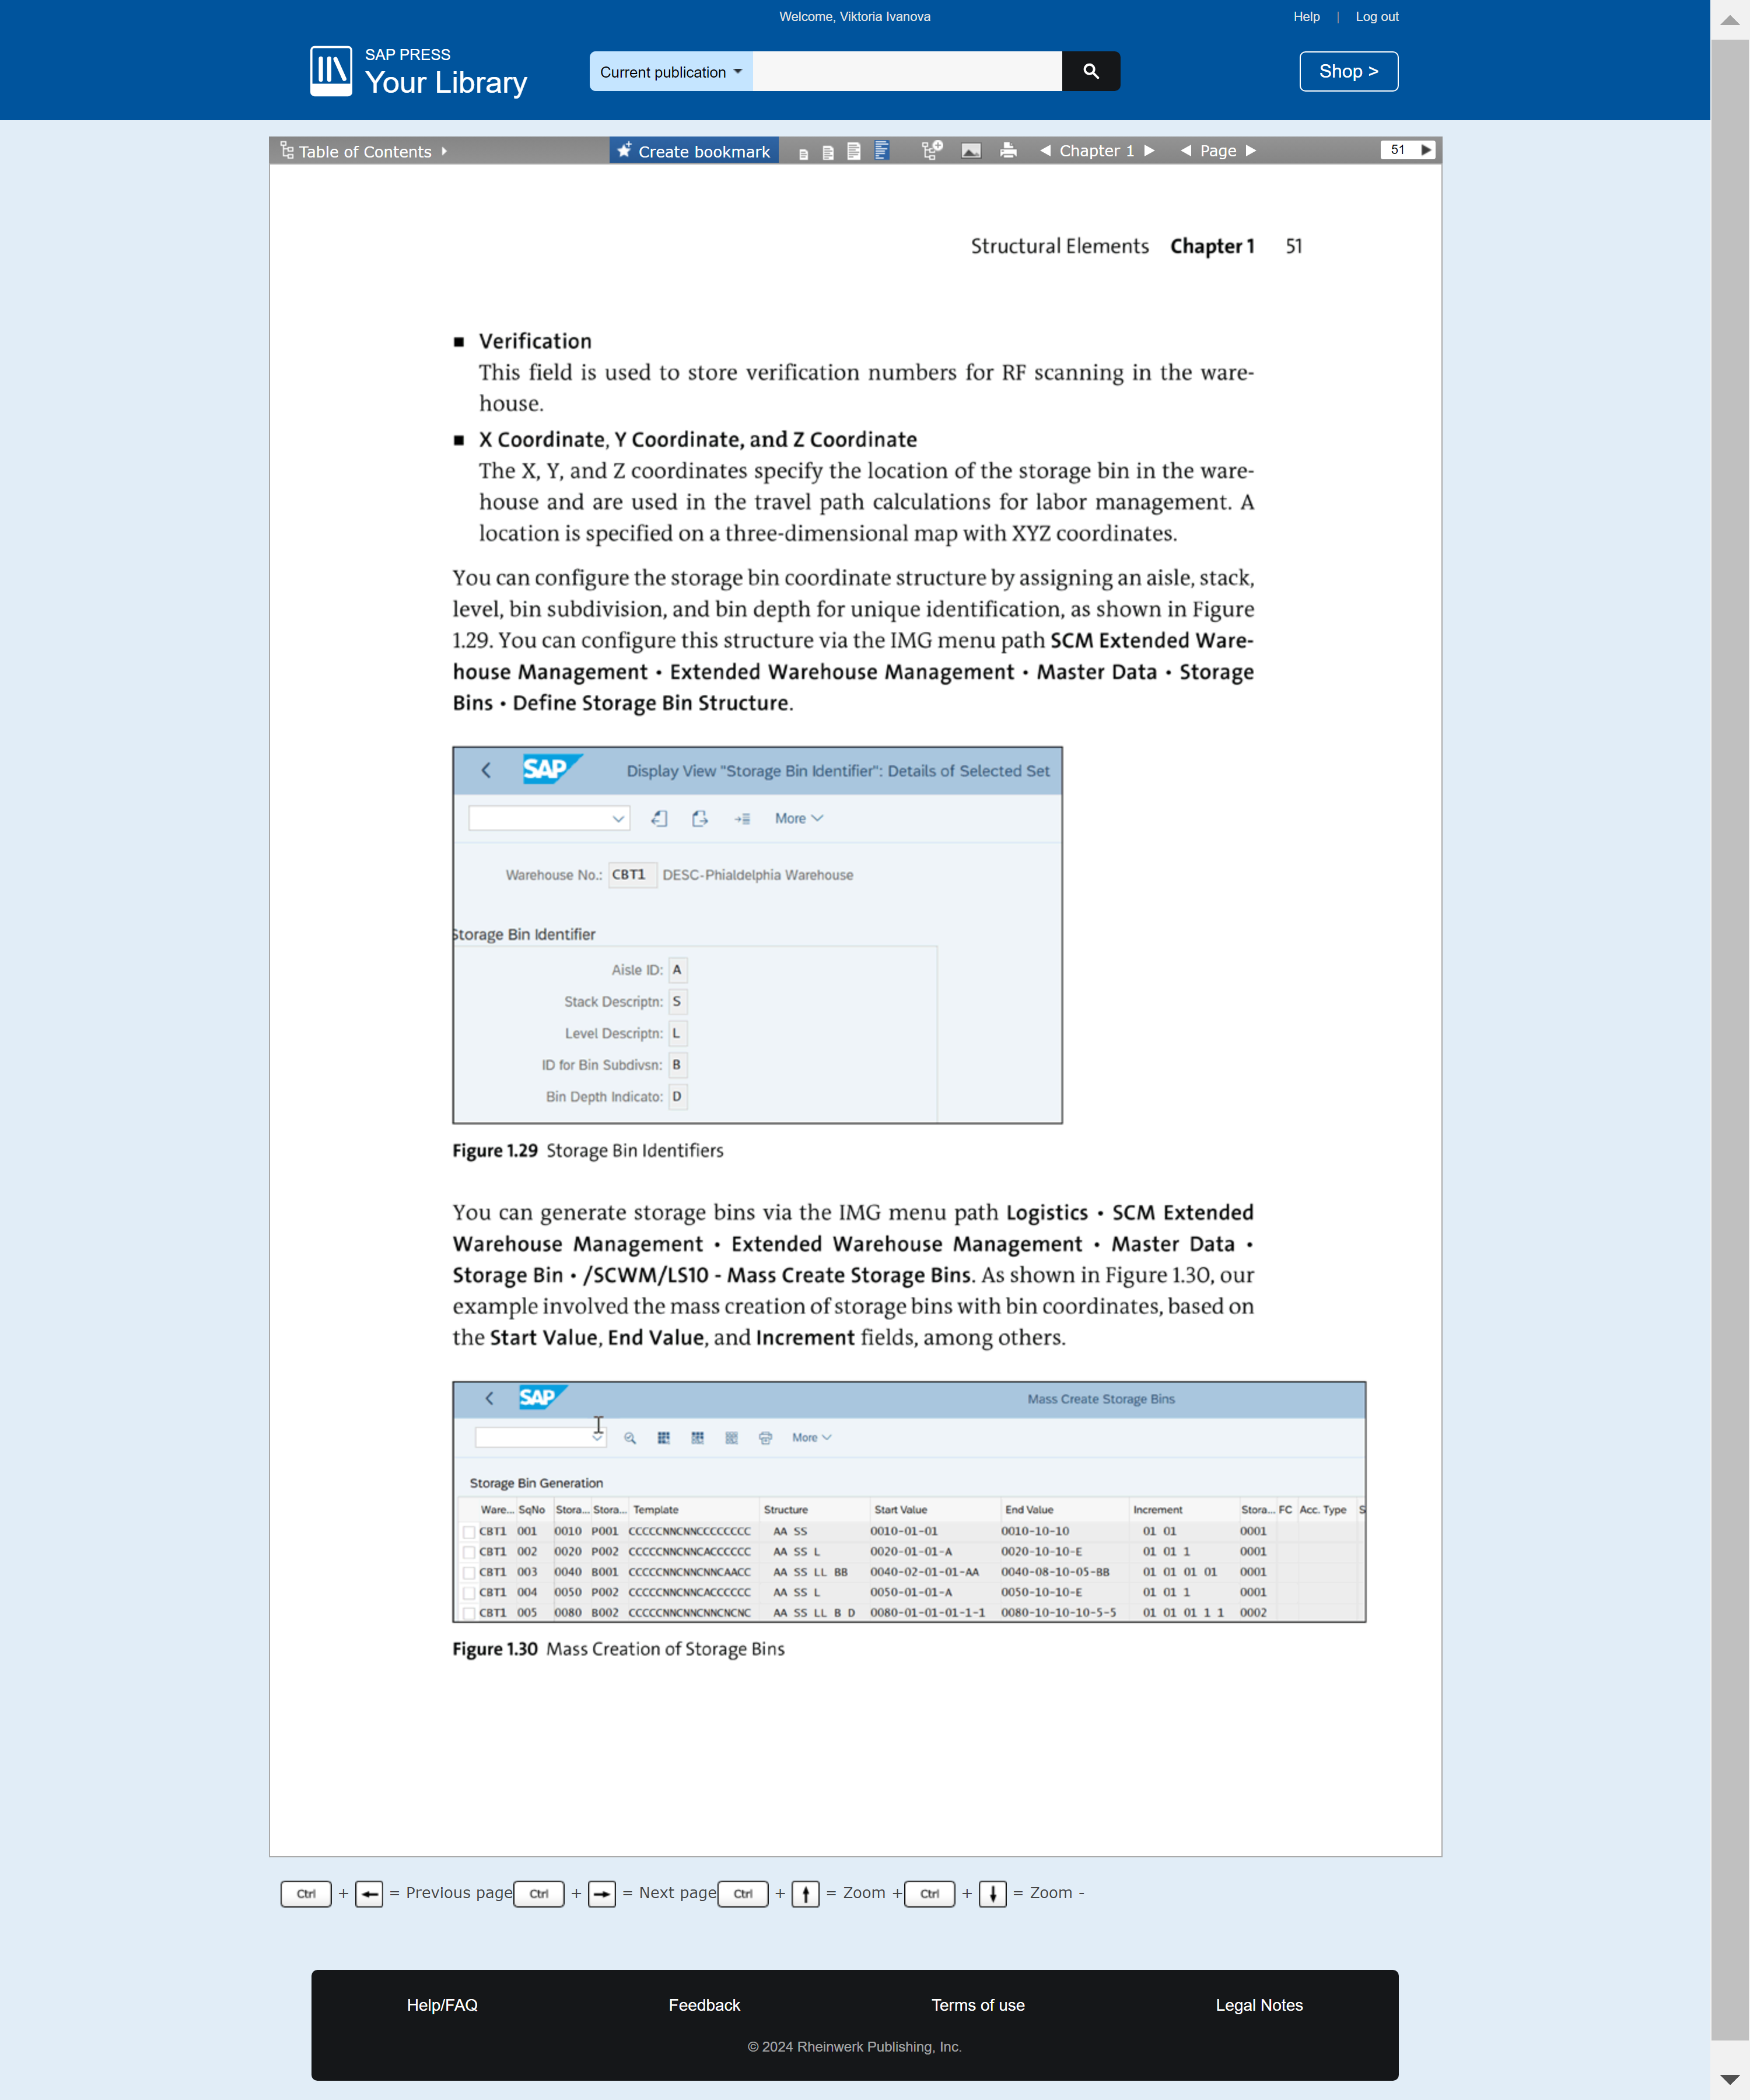 Welcome, Viktoria Ivanova
Help | Log out
SAP PRESS
Your Library
Current publication
Shop >
Table of Contents
Create bookmark
Chapter 1
Page
51
Structural Elements Chapter 1 51
■ Verification
This field is used to store verification numbers for RF scanning in the ware-
house.
■ X Coordinate, Y Coordinate, and Z Coordinate
The X, Y, and Z coordinates specify the location of the storage bin in the ware-
house and are used in the travel path calculations for labor management. A
location is specified on a three-dimensional map with XYZ coordinates.
You can configure the storage bin coordinate structure by assigning an aisle, stack,
level, bin subdivision, and bin depth for unique identification, as shown in Figure
1.29. You can configure this structure via the IMG menu path SCM Extended Ware-
house Management • Extended Warehouse Management • Master Data • Storage
Bins • Define Storage Bin Structure.
SAP Display View "Storage Bin Identifier": Details of Selected Set
More
Warehouse No.: CBT1 DESC-Phialdelphia Warehouse
Storage Bin Identifier
Aisle ID: A
Stack Descriptn: S
Level Descriptn: L
ID for Bin Subdivsn: B
Bin Depth Indicato: D
Figure 1.29 Storage Bin Identifiers
You can generate storage bins via the IMG menu path Logistics • SCM Extended
Warehouse Management • Extended Warehouse Management • Master Data •
Storage Bin • /SCWM/LS10 - Mass Create Storage Bins. As shown in Figure 1.30, our
example involved the mass creation of storage bins with bin coordinates, based on
the Start Value, End Value, and Increment fields, among others.
SAP Mass Create Storage Bins
More
Storage Bin Generation
Ware... SqNo Stora... Stora... Template Structure Start Value End Value Increment Stora... FC Acc. Type S
CBT1 001 0010 P001 CCCCCNNCNNCCCCCCCC AA SS 0010-01-01 0010-10-10 01 01 0001
CBT1 002 0020 P002 CCCCCNNCNNCACCCCCC AA SS L 0020-01-01-A 0020-10-10-E 01 01 1 0001
CBT1 003 0040 B001 CCCCCNNCNNCNNCAACC AA SS LL BB 0040-02-01-01-AA 0040-08-10-05-BB 01 01 01 01 0001
CBT1 004 0050 P002 CCCCCNNCNNCACCCCCC AA SS L 0050-01-01-A 0050-10-10-E 01 01 1 0001
CBT1 005 0080 B002 CCCCCNNCNNCNNCNCNC AA SS LL B D 0080-01-01-01-1-1 0080-10-10-10-5-5 01 01 01 1 1 0002
Figure 1.30 Mass Creation of Storage Bins
Ctrl + ← = Previous page Ctrl + → = Next page Ctrl + ↑ = Zoom + Ctrl + ↓ = Zoom -
Help/FAQ Feedback Terms of use Legal Notes
© 2024 Rheinwerk Publishing, Inc.